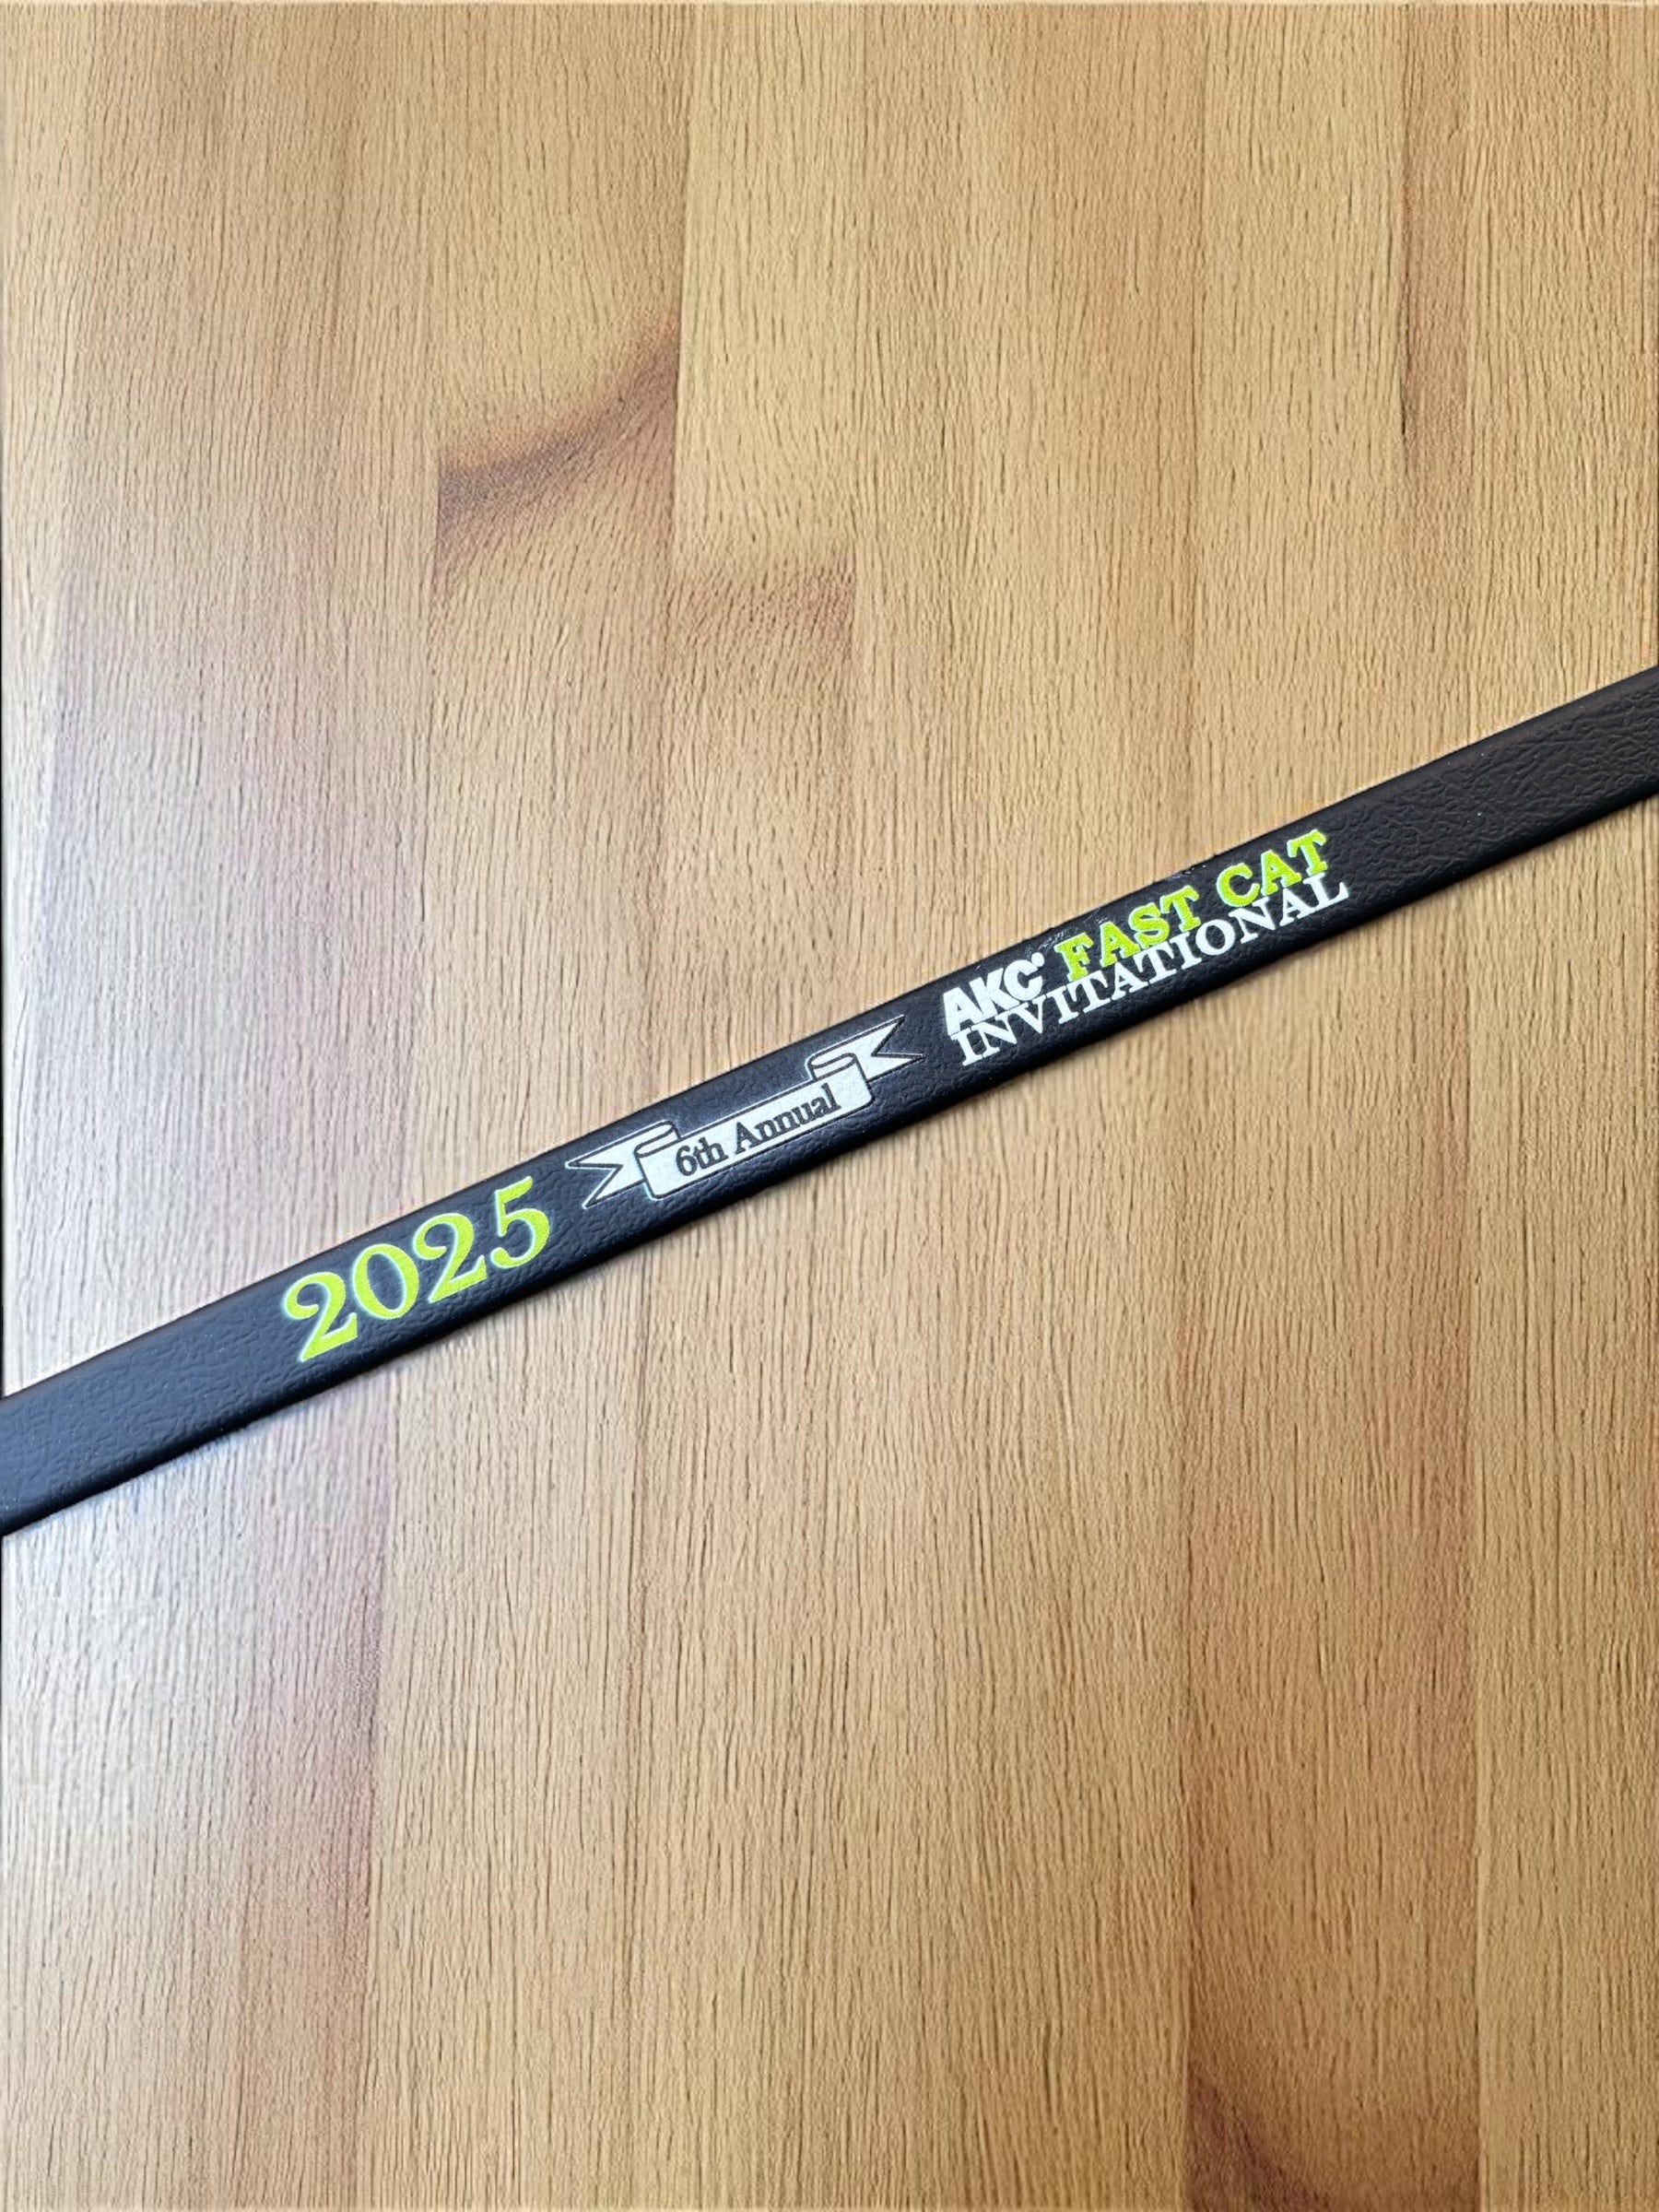 2025
6th Annual
AKC FAST CAT
INVITATIONAL